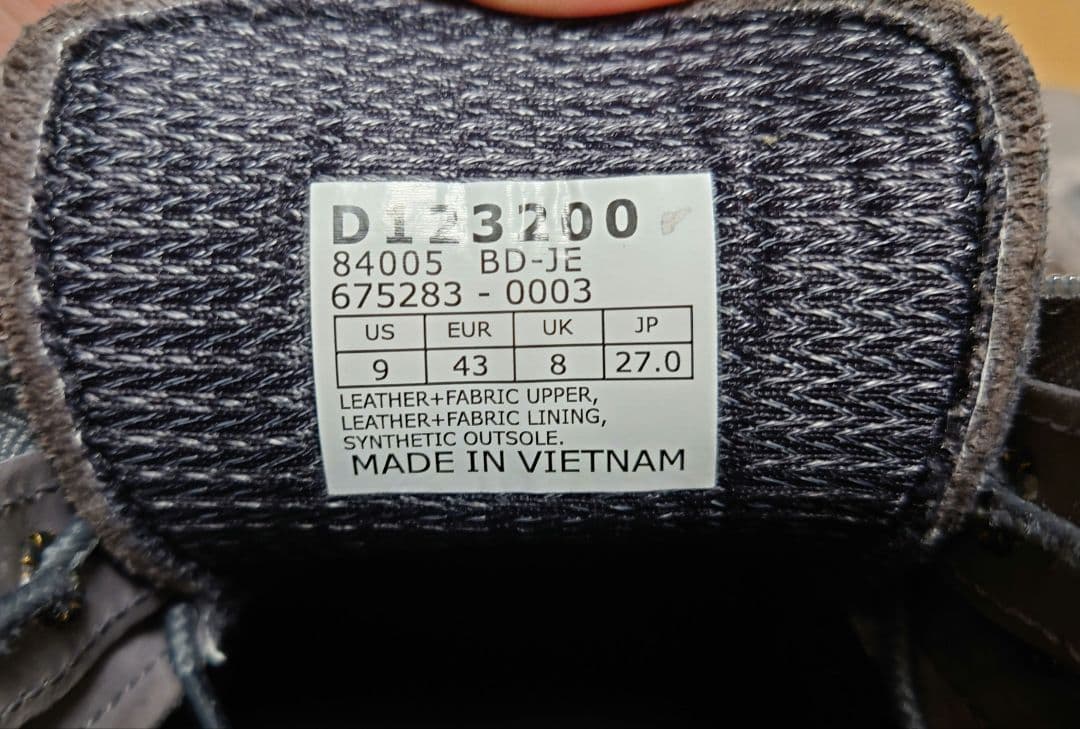 D123200
84005 BD-JE
675283 - 0003
US EUR UK JP
9 43 8 27.0
LEATHER+FABRIC UPPER,
LEATHER+FABRIC LINING,
SYNTHETIC OUTSOLE.
MADE IN VIETNAM